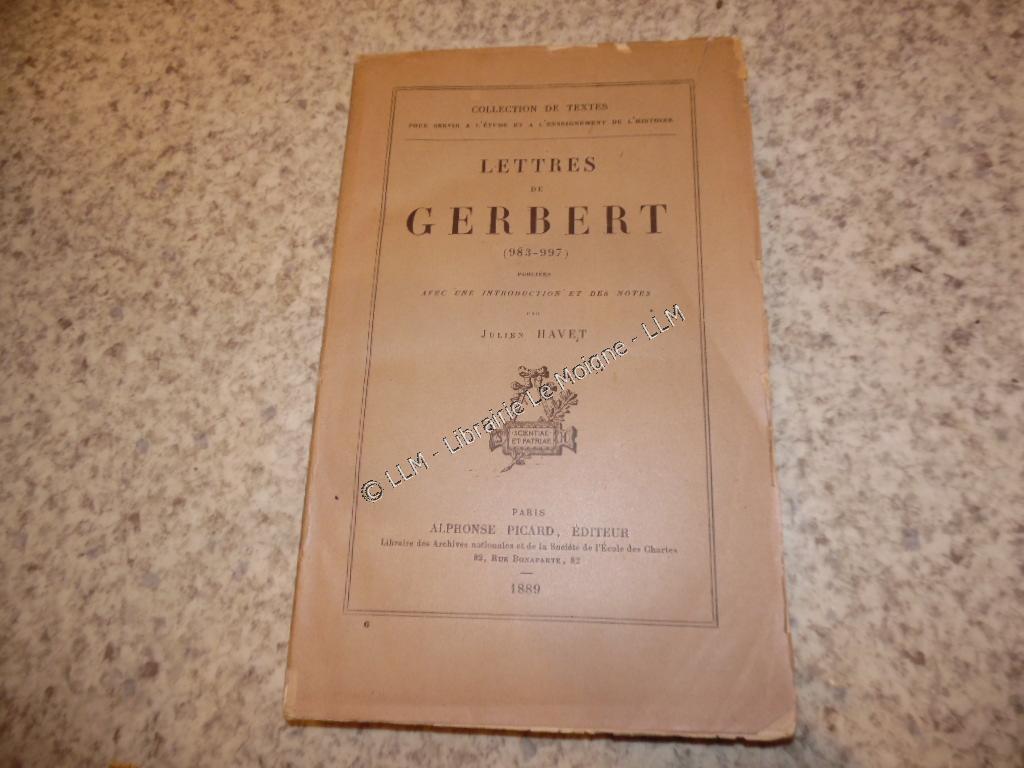 COLLECTION DE TEXTES
POUR SERVIR A L'ÉTUDE ET A L'ENSEIGNEMENT DE L'HISTOIRE
LETTRES
DE
GERBERT
(983-997)
PUBLIÉES
AVEC UNE INTRODUCTION ET DES NOTES
PAR
JULIEN HAVET
SCIENTIAE
ET PATRIAE
© LLM - Librairie Le Moigne - LLM
PARIS
ALPHONSE PICARD, ÉDITEUR
Libraire des Archives nationales et de la Société de l'École des Chartes
82, RUE BONAPARTE, 82
1889
6